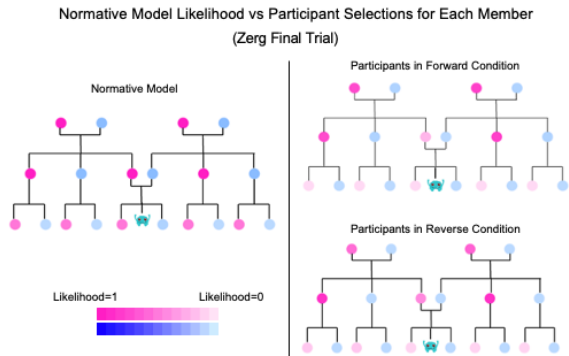 Normative Model Likelihood vs Participant Selections for Each Member
(Zerg Final Trial)
Normative Model
Likelihood=1
Likelihood=0
Participants in Forward Condition
Participants in Reverse Condition